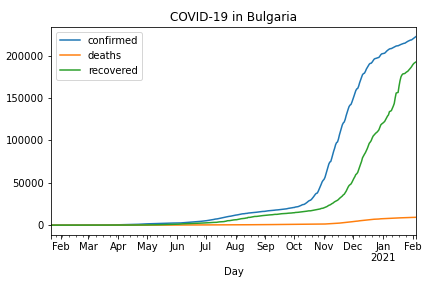 COVID-19 in Bulgaria
confirmed
deaths
recovered
200000
150000
100000
50000
0
Feb Mar Apr May Jun Jul Aug Sep Oct Nov Dec Jan Feb
2021
Day